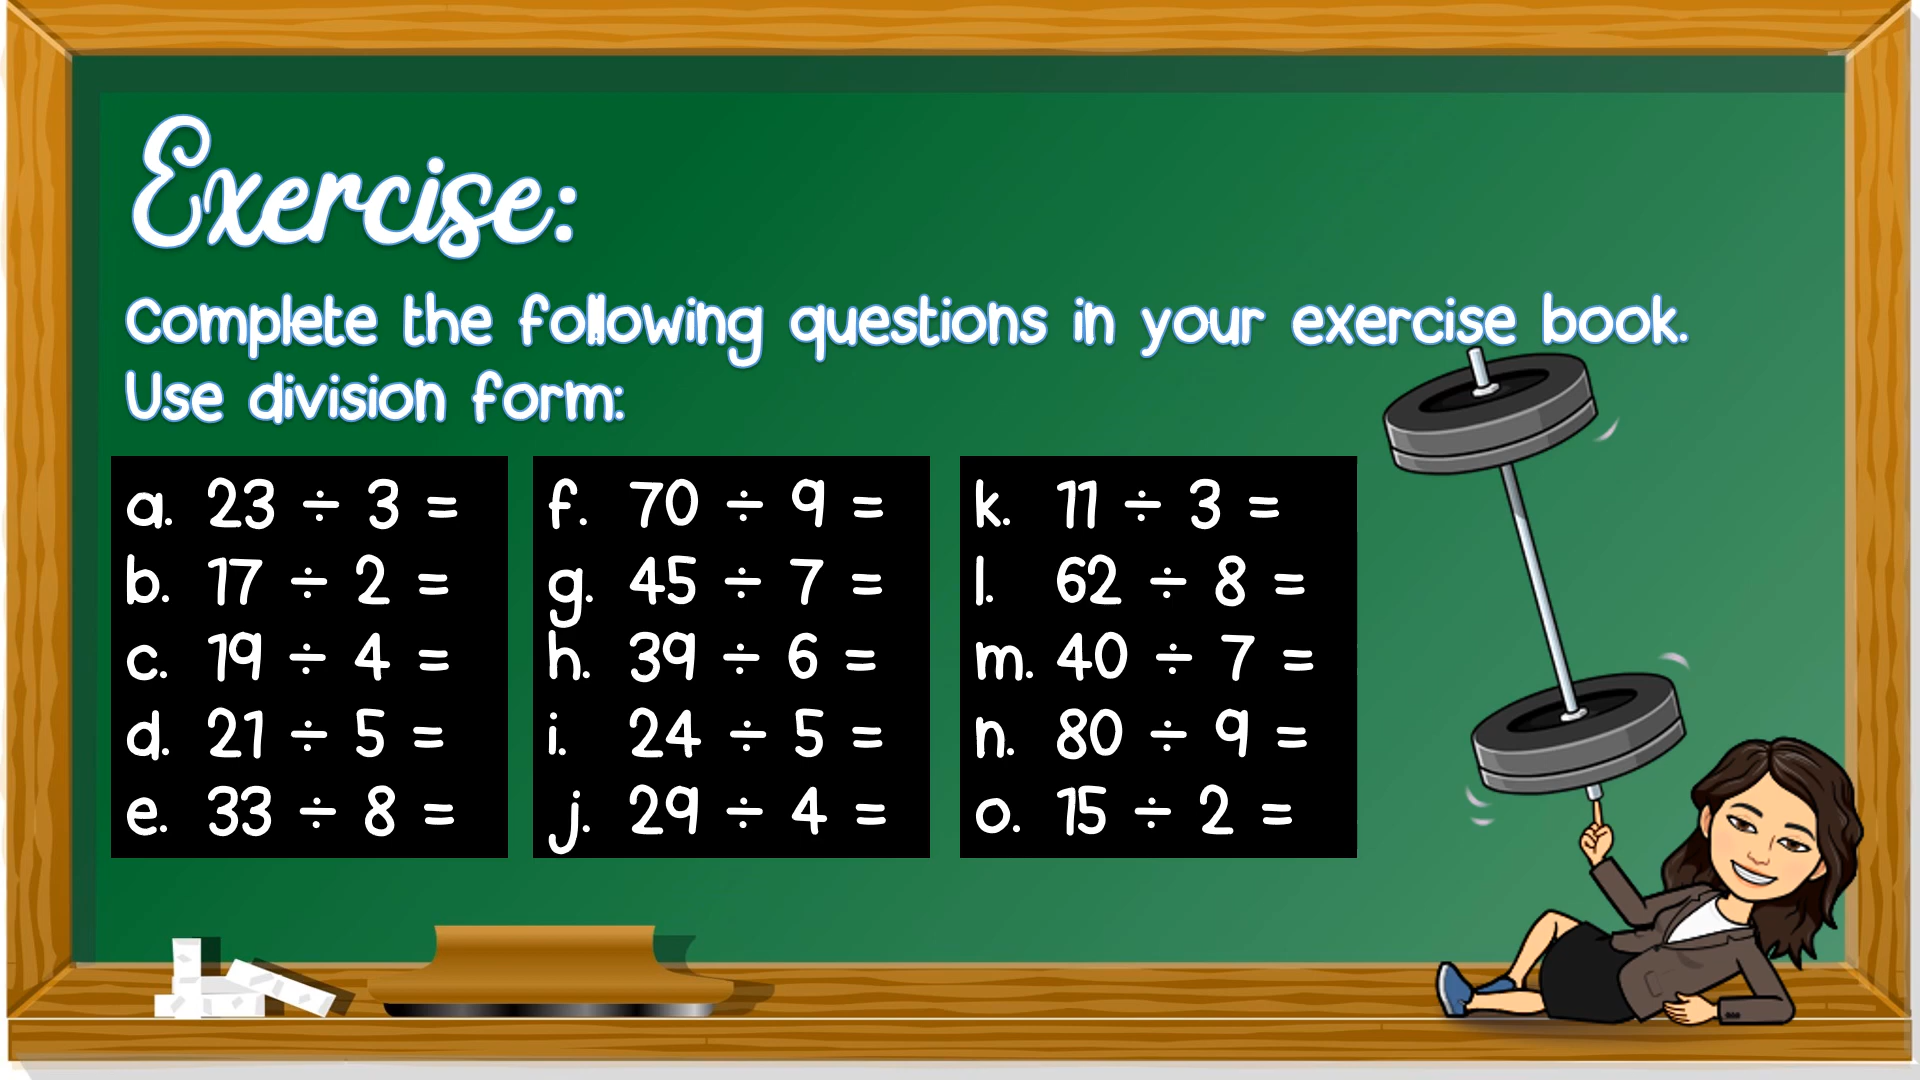 Exercise:
Complete the following questions in your exercise book.
Use division form:
a. 23 ÷ 3 =
b. 17 ÷ 2 =
c. 19 ÷ 4 =
d. 21 ÷ 5 =
e. 33 ÷ 8 =
f. 70 ÷ 9 =
g. 45 ÷ 7 =
h. 39 ÷ 6 =
i. 24 ÷ 5 =
j. 29 ÷ 4 =
k. 11 ÷ 3 =
l. 62 ÷ 8 =
m. 40 ÷ 7 =
n. 80 ÷ 9 =
o. 15 ÷ 2 =